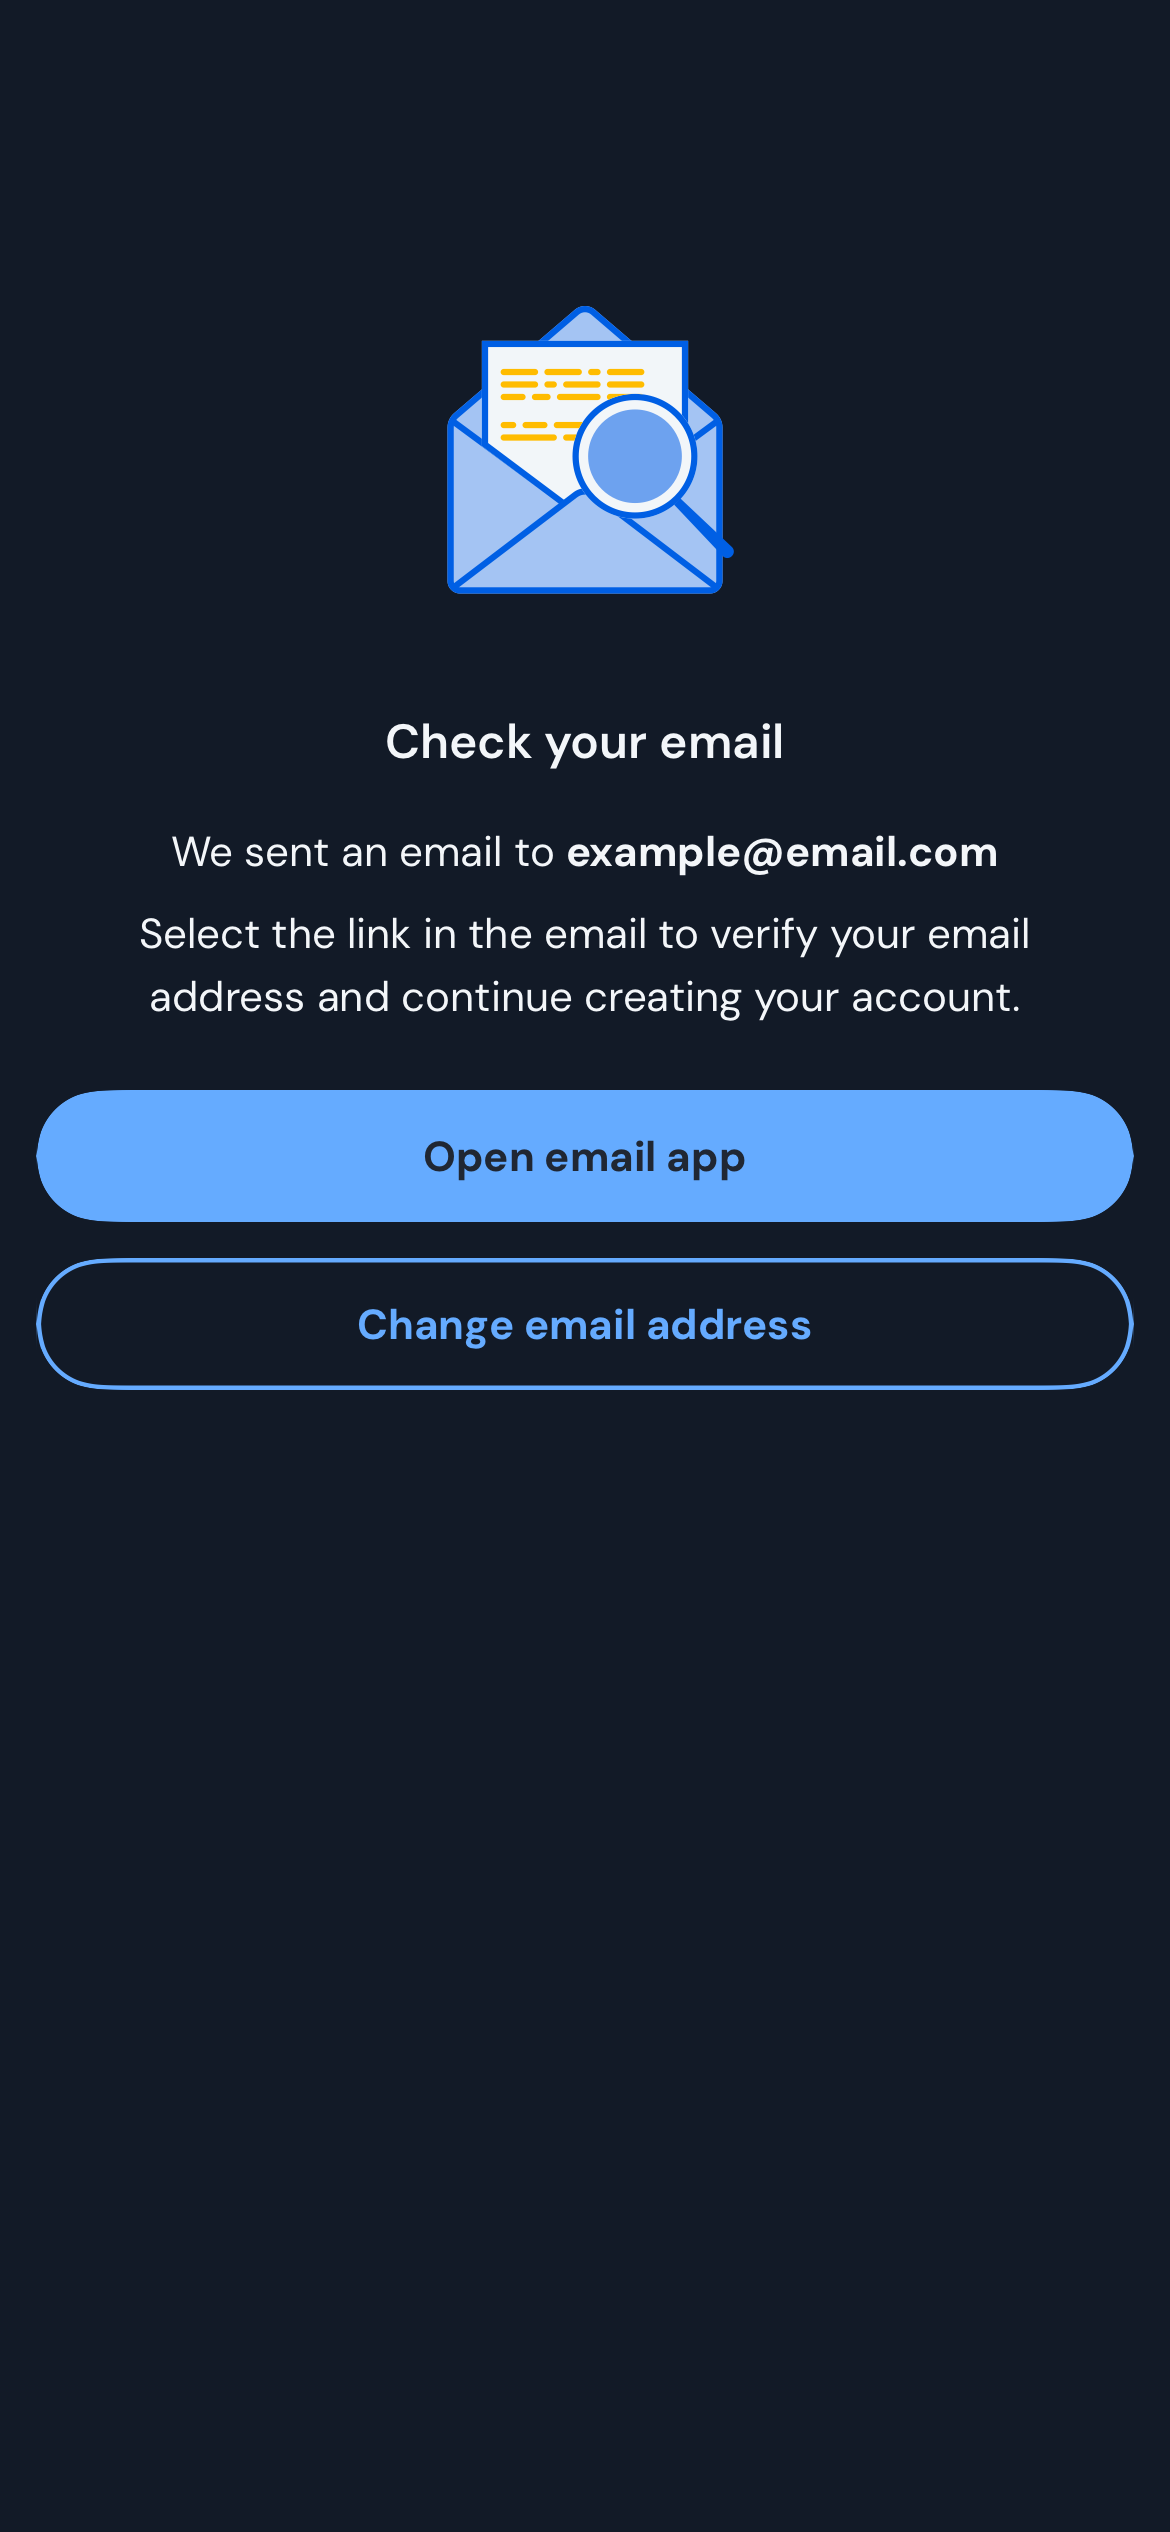 Check your email
We sent an email to example@email.com
Select the link in the email to verify your email
address and continue creating your account.
Open email app
Change email address